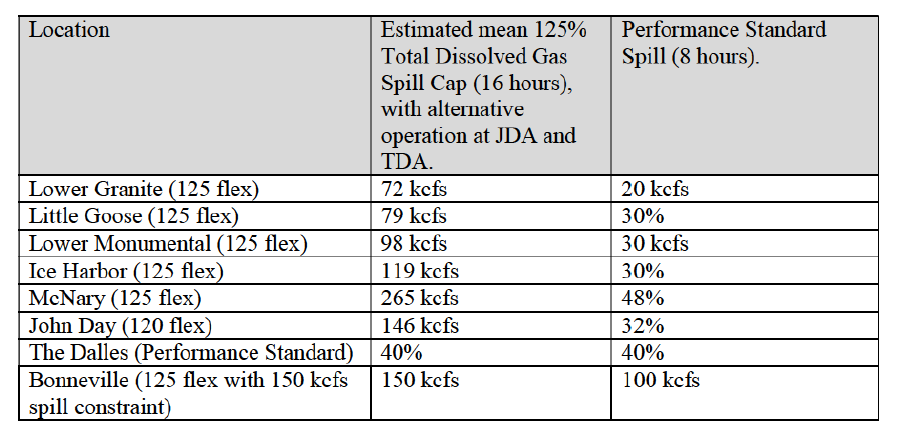 Location
Estimated mean 125%
Total Dissolved Gas
Spill Cap (16 hours),
with alternative
operation at JDA and
TDA.
Performance Standard
Spill (8 hours).
Lower Granite (125 flex) 72 kcfs 20 kcfs
Little Goose (125 flex) 79 kcfs 30%
Lower Monumental (125 flex) 98 kcfs 30 kcfs
Ice Harbor (125 flex) 119 kcfs 30%
McNary (125 flex) 265 kcfs 48%
John Day (120 flex) 146 kcfs 32%
The Dalles (Performance Standard) 40% 40%
Bonneville (125 flex with 150 kcfs 150 kcfs 100 kcfs
spill constraint)